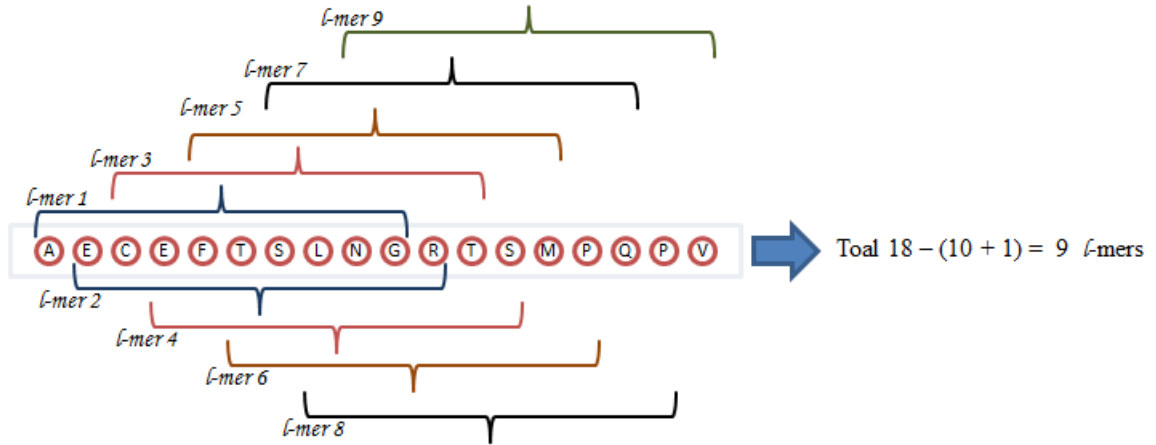 ℓ-mer 9
ℓ-mer 7
ℓ-mer 5
ℓ-mer 3
ℓ-mer 1
A E C E F T S L N G R T S M P Q P V
Toal 18 – (10 + 1) = 9 ℓ-mers
ℓ-mer 2
ℓ-mer 4
ℓ-mer 6
ℓ-mer 8